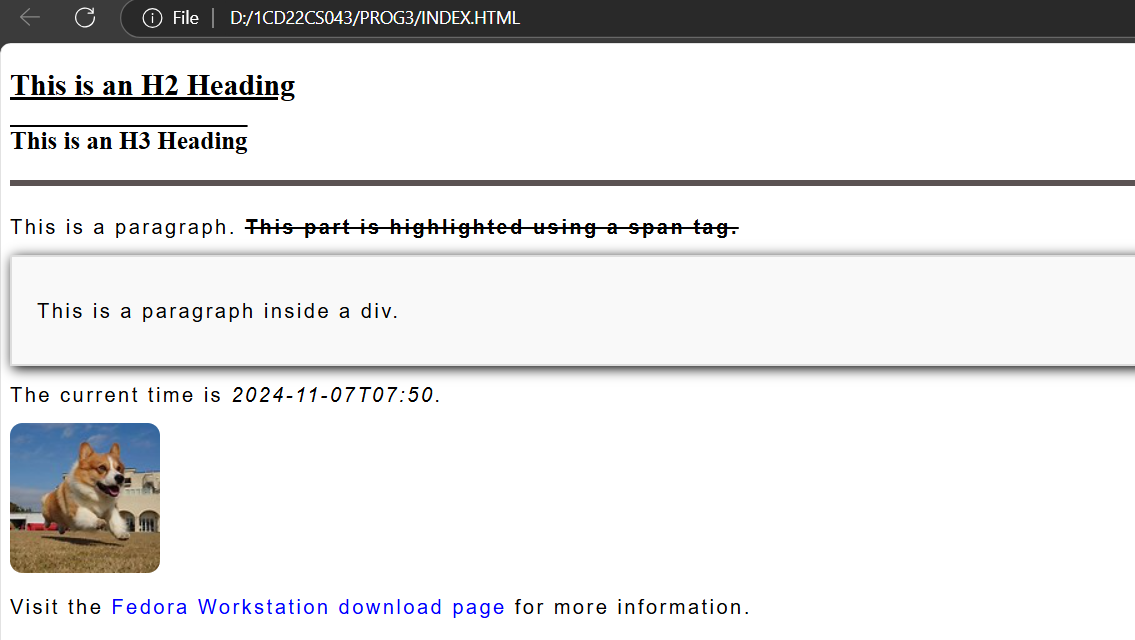 File | D:/1CD22CS043/PROG3/INDEX.HTML
This is an H2 Heading
This is an H3 Heading
This is a paragraph. This part is highlighted using a span tag.
This is a paragraph inside a div.
The current time is 2024-11-07T07:50.
Visit the Fedora Workstation download page for more information.